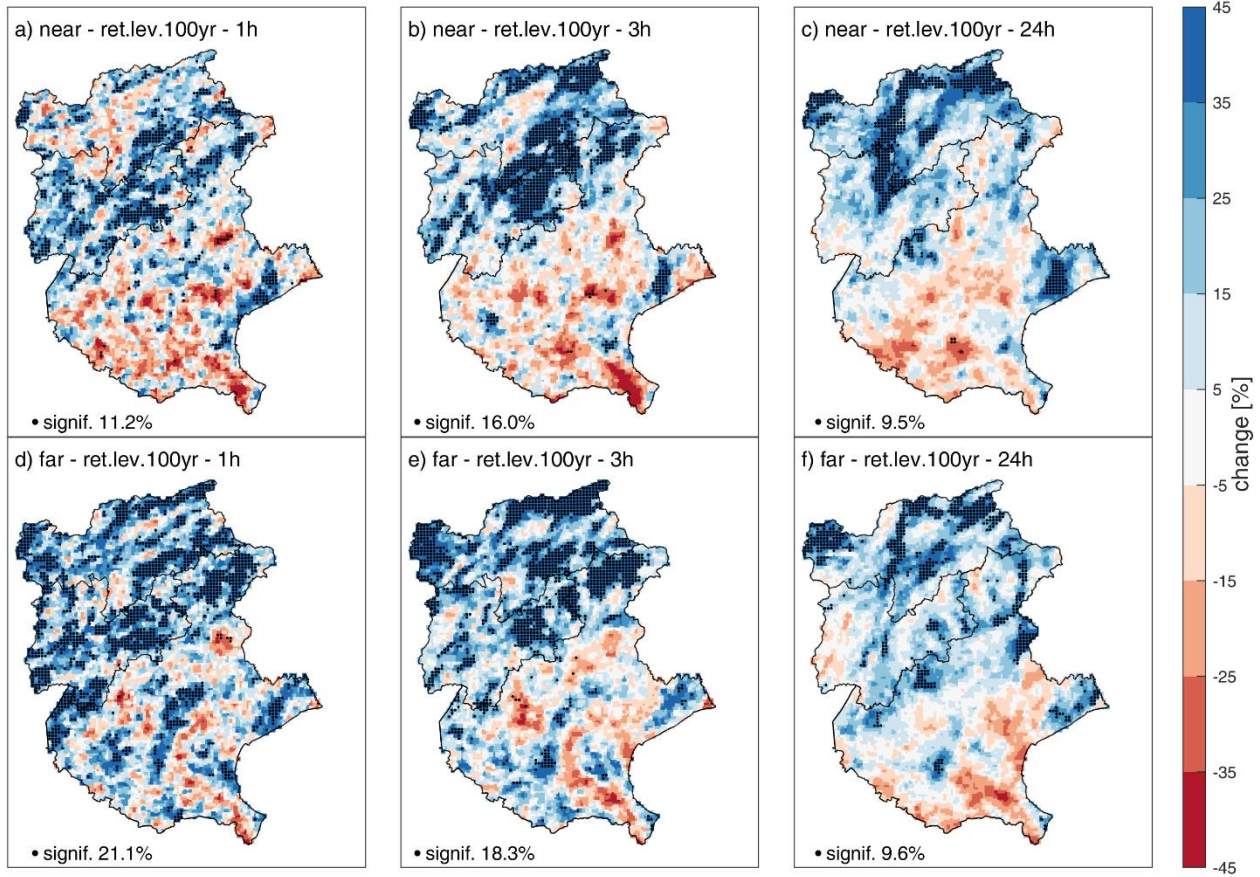 a) near - ret.lev.100yr - 1h
b) near - ret.lev.100yr - 3h
c) near - ret.lev.100yr - 24h
• signif. 11.2%
• signif. 16.0%
• signif. 9.5%
d) far - ret.lev.100yr - 1h
e) far - ret.lev.100yr - 3h
f) far - ret.lev.100yr - 24h
• signif. 21.1%
• signif. 18.3%
• signif. 9.6%
45
35
25
15
5
-5
-15
-25
-35
-45
change [%]